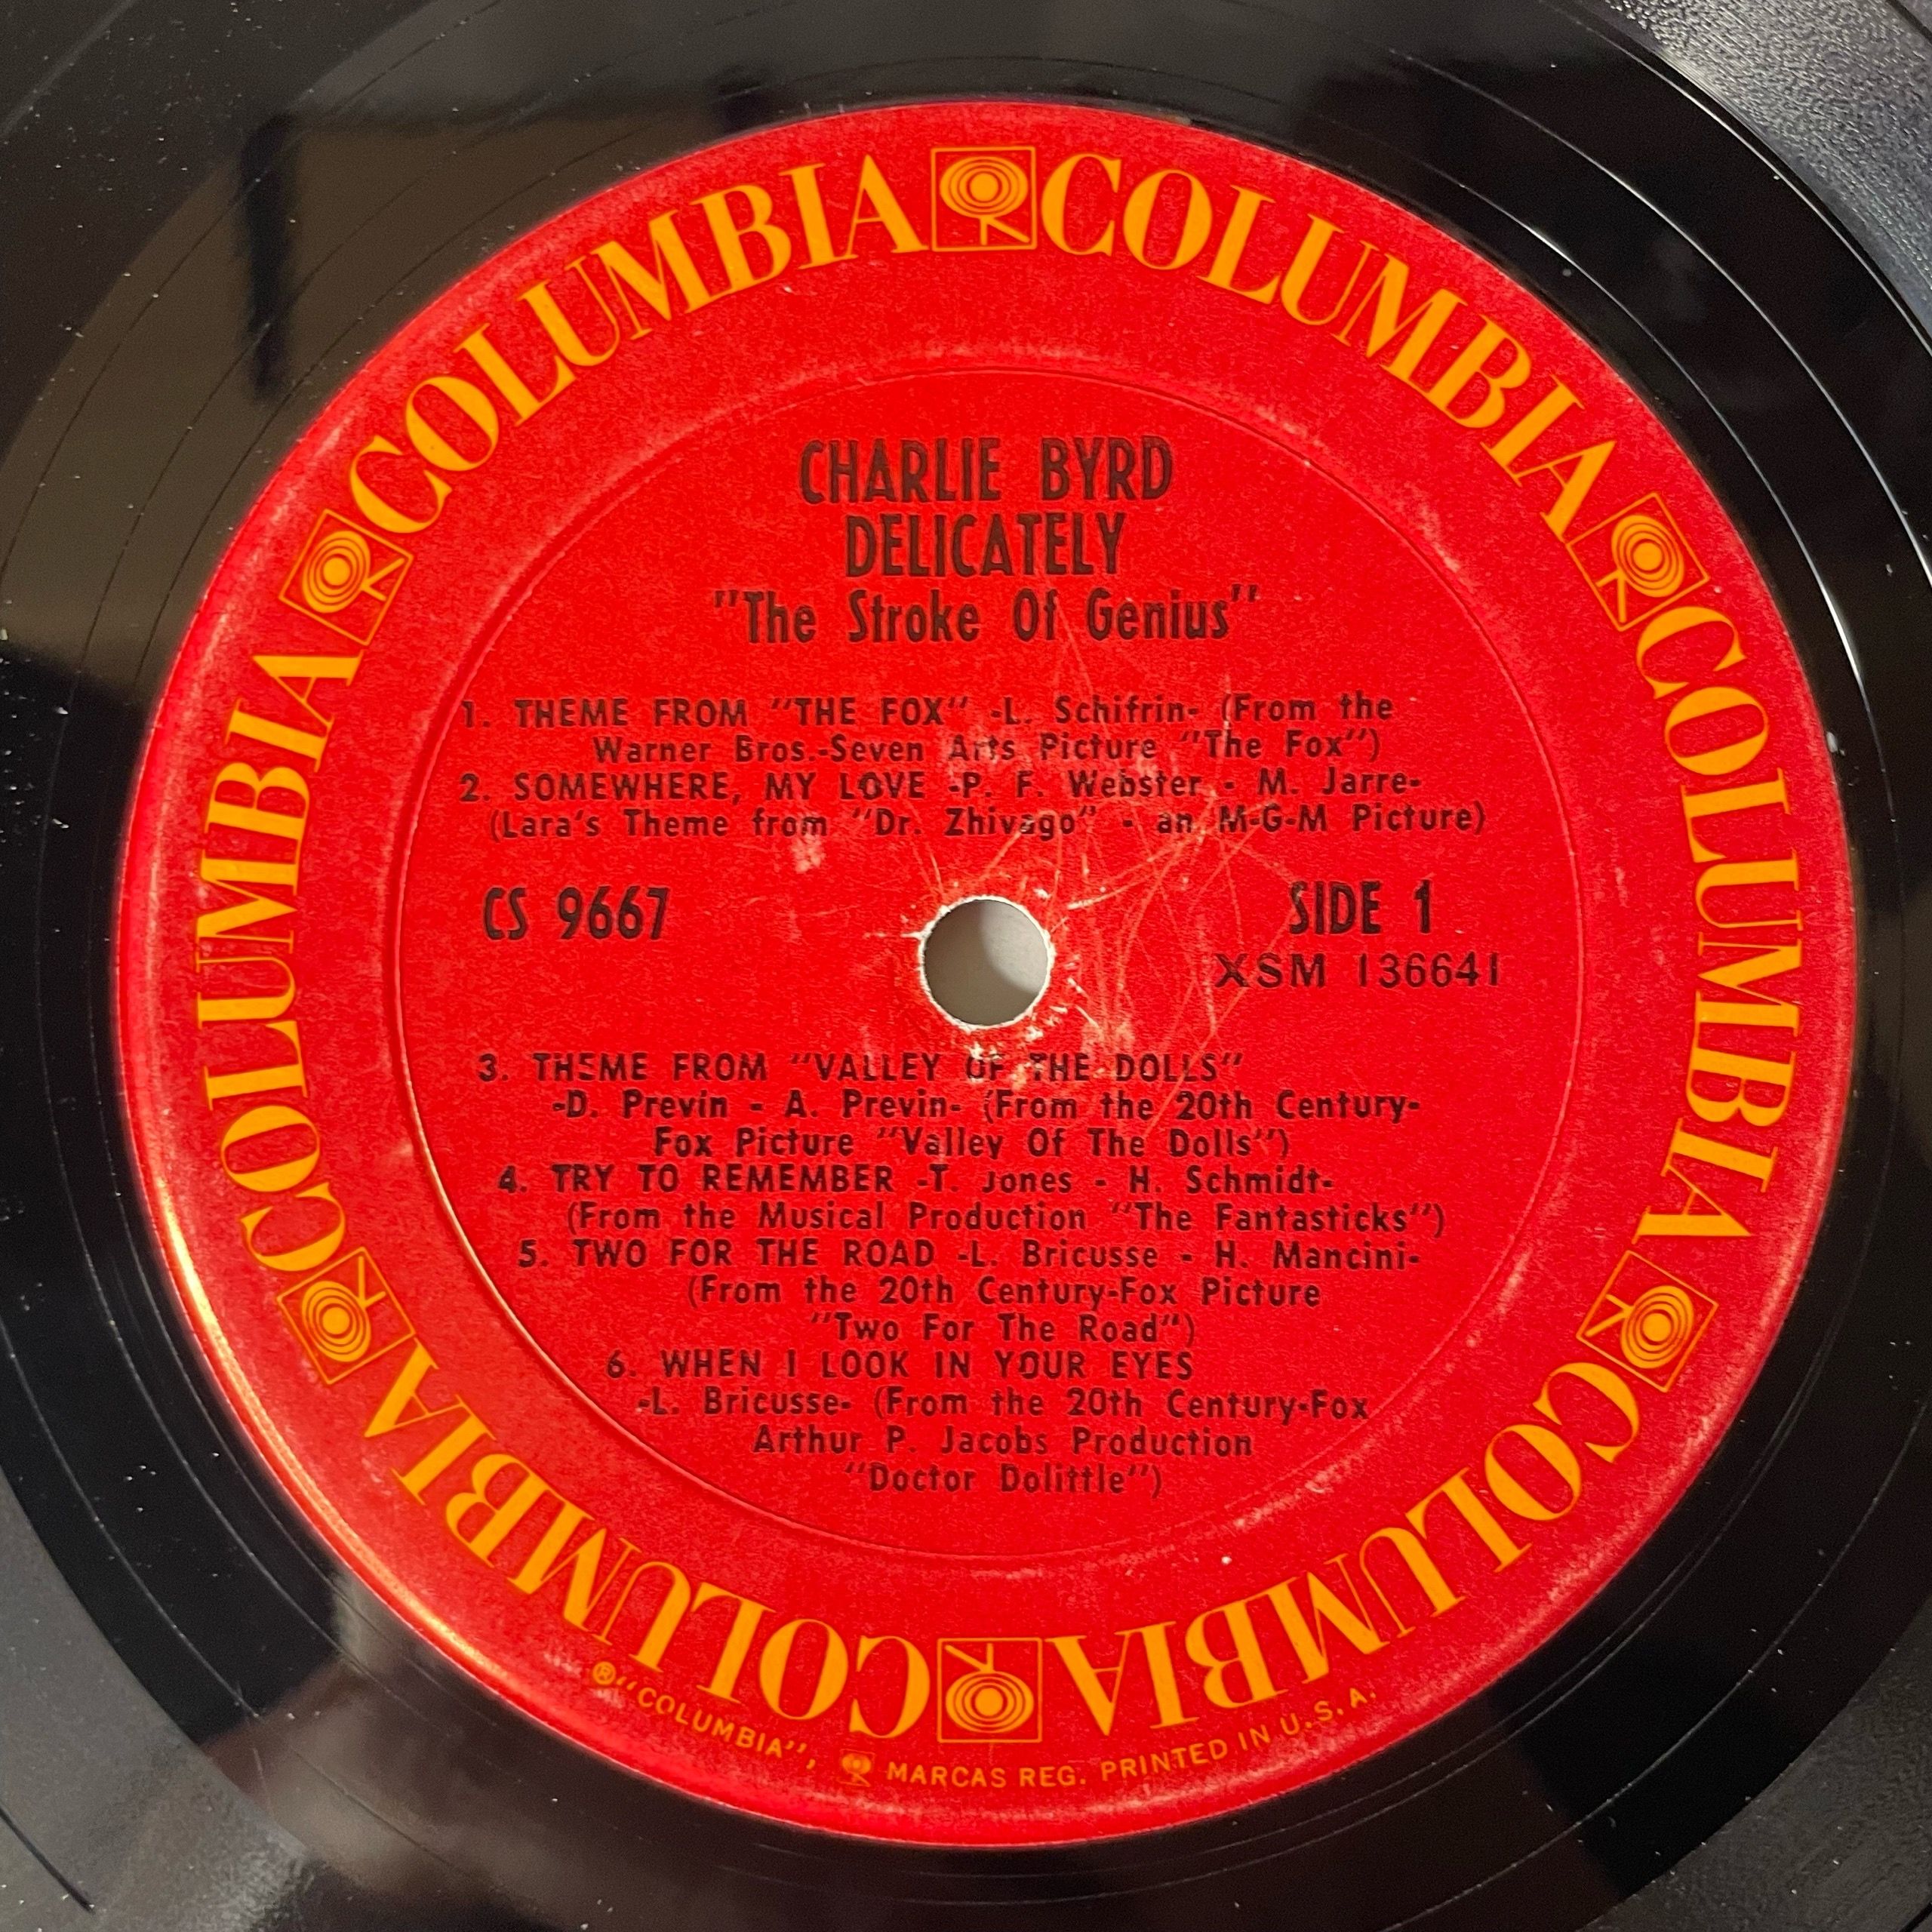 COLUMBIA COLUMBIA COLUMBIA COLUMBIA COLUMBIA COLUMBIA COLUMBIA COLUMBIA
CHARLIE BYRD
DELICATELY
"The Stroke Of Genius"
1. THEME FROM "THE FOX" -L. Schifrin- (From the
Warner Bros.-Seven Arts Picture "The Fox")
2. SOMEWHERE, MY LOVE -P. F. Webster - M. Jarre-
(Lara's Theme from "Dr. Zhivago" - an M-G-M Picture)
CS 9667
SIDE 1
XSM 136641
3. THEME FROM "VALLEY OF THE DOLLS"
-D. Previn - A. Previn- (From the 20th Century-
Fox Picture "Valley Of The Dolls")
4. TRY TO REMEMBER -T. Jones - H. Schmidt-
(From the Musical Production "The Fantasticks")
5. TWO FOR THE ROAD -L. Bricusse - H. Mancini-
(From the 20th Century-Fox Picture
"Two For The Road")
6. WHEN I LOOK IN YOUR EYES
-L. Bricusse- (From the 20th Century-Fox
Arthur P Jacobs Production
"Doctor Dolittle")
® "COLUMBIA", MARCAS REG. PRINTED IN U.S.A.